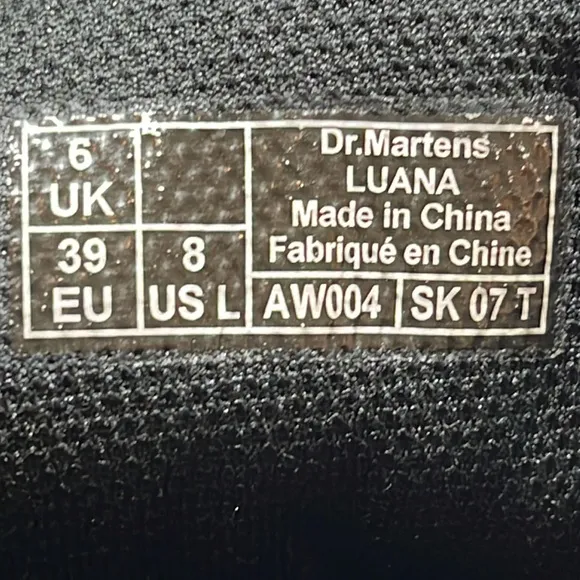 6
UK
39
EU
8
US L
Dr.Martens
LUANA
Made in China
Fabriqué en Chine
AW004
SK 07 T